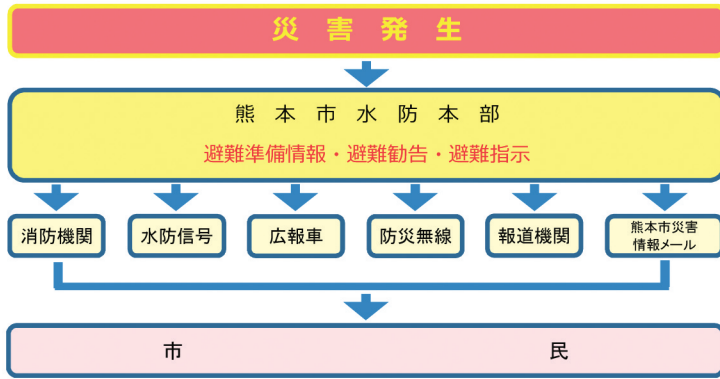 災害発生
熊本市水防本部
避難準備情報・避難勧告・避難指示
消防機関
水防信号
広報車
防災無線
報道機関
熊本市災害
情報メール
市民